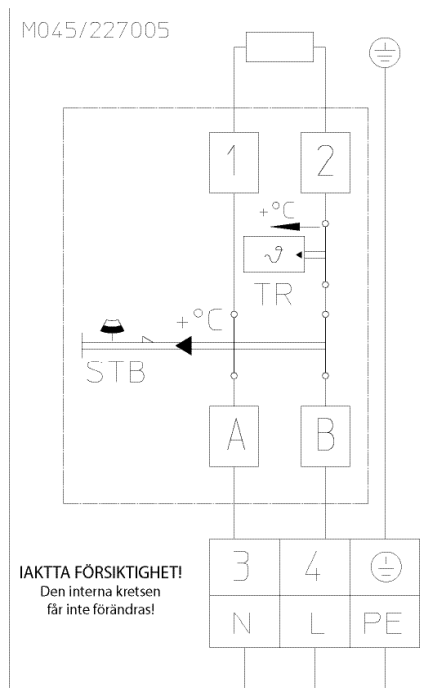 M045/227005
1 2
+°C
ϑ
TR
+°C
STB
A B
3 4
N L PE
IAKTTA FÖRSIKTIGHET!
Den interna kretsen
får inte förändras!